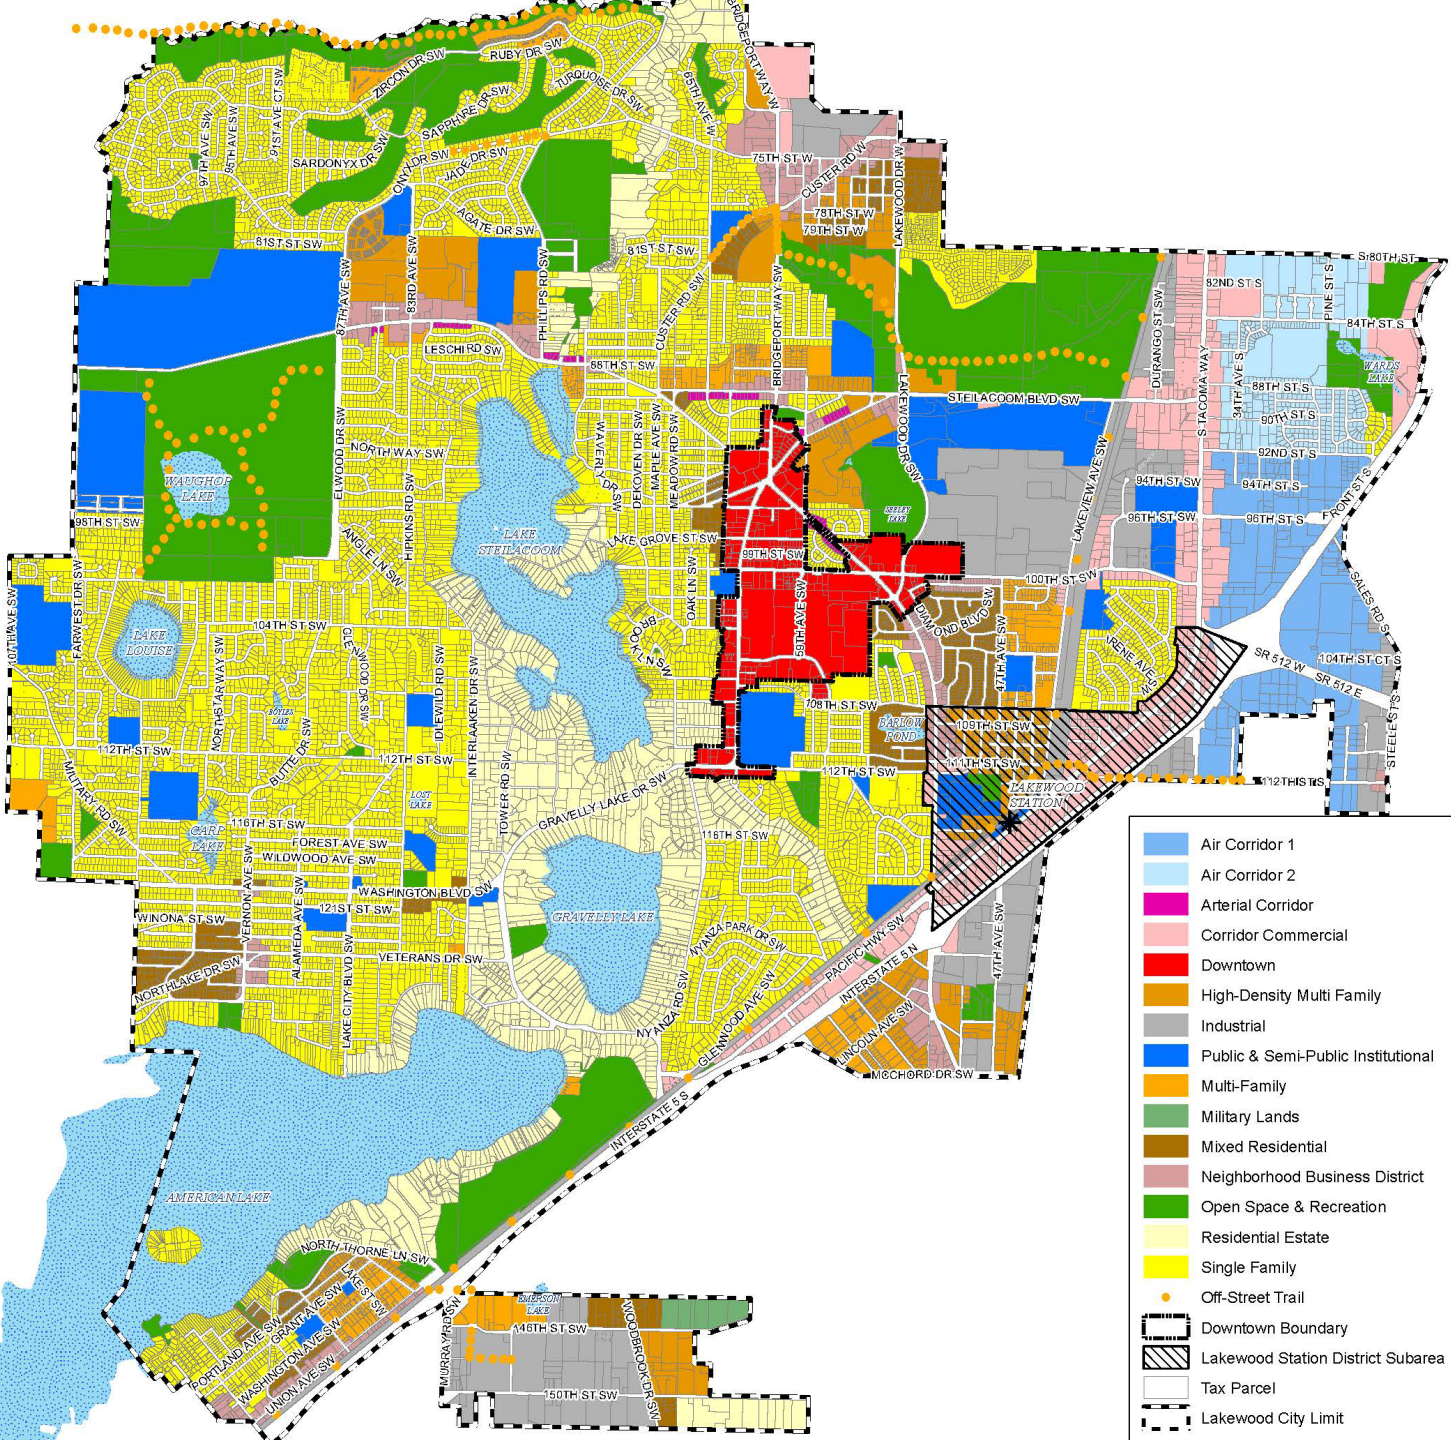 BRIDGEPORT WAY W
RUBY DR SW
ZIRCON DR SW
TURQUOISE DR SW
65TH AVE W
91ST AVE CT SW
SAPPHIRE DR SW
97TH AVE SW
95TH AVE SW
SARDONYX DR SW
ONYX DR SW
JADE DR SW
75TH ST W
CUSTER RD W
LAKEWOOD DR W
AGATE DR SW
78TH ST W
79TH ST W
81ST ST SW
81ST ST SW
83RD AVE SW
87TH AVE SW
PHILLIPS RD SW
CUSTER RD SW
BRIDGEPORT WAY SW
S 80TH ST
82ND ST S
PINE ST S
84TH ST S
DURANGO ST SW
S TACOMA WAY
34TH AVE S
WARDS
LAKE
LESCHI RD SW
88TH ST SW
88TH ST S
STEILACOOM BLVD SW
LAKEWOOD DR SW
90TH ST S
ELWOOD DR SW
NORTH WAY SW
WAVERLY DR SW
DEKOVEN DR SW
MAPLE AVE SW
MEADOW RD SW
92ND ST S
94TH ST SW
94TH ST S
96TH ST SW
96TH ST S
FRONT ST S
LAKEVIEW AVE SW
WAUGHOP
LAKE
HIPKINS RD SW
ANGLE LN SW
LAKE
STEILACOOM
SEELEY
LAKE
98TH ST SW
LAKE GROVE ST SW
99TH ST SW
100TH ST SW
SALES RD S
FARWEST DR SW
107TH AVE SW
OAK LN SW
59TH AVE SW
DIAMOND BLVD SW
47TH AVE SW
IRENE AVE W
LAKE
LOUISE
104TH ST SW
BROOK LN SW
104TH ST CT S
SR 512 W
SR 512 E
STEELE ST S
GLENWOOD DR SW
NORTH STAR WAY SW
IDLEWILD RD SW
INTERLAKEN DR SW
BOYLES
LAKE
BUTTE DR SW
108TH ST SW
BARLOW
POND
109TH ST SW
111TH ST SW
112TH ST SW
112TH ST SW
112TH ST SW
112TH ST S
LAKEWOOD
STATION
MILITARY RD SW
TOWER RD SW
GRAVELLY LAKE DR SW
LOST
LAKE
CARP
LAKE
116TH ST SW
116TH ST SW
FOREST AVE SW
WILDWOOD AVE SW
WASHINGTON BLVD SW
VERNON AVE SW
ALAMEDA AVE SW
121ST ST SW
WINONA ST SW
GRAVELLY LAKE
NYANZA PARK DR SW
PACIFIC HWY SW
INTERSTATE 5 N
47TH AVE SW
VETERANS DR SW
NORTHLAKE DR SW
LAKE CITY BLVD SW
NYANZA RD SW
GLENWOOD AVE SW
LINCOLN AVE SW
MCCHORD DR SW
INTERSTATE 5 S
AMERICAN LAKE
NORTH THORNE LN SW
LAKE ST SW
GRANT AVE SW
PORTLAND AVE SW
WASHINGTON AVE SW
UNION AVE SW
MURRAY RD SW
EMERSON
LAKE
146TH ST SW
WOODBROOK DR SW
150TH ST SW
Air Corridor 1
Air Corridor 2
Arterial Corridor
Corridor Commercial
Downtown
High-Density Multi Family
Industrial
Public & Semi-Public Institutional
Multi-Family
Military Lands
Mixed Residential
Neighborhood Business District
Open Space & Recreation
Residential Estate
Single Family
Off-Street Trail
Downtown Boundary
Lakewood Station District Subarea
Tax Parcel
Lakewood City Limit